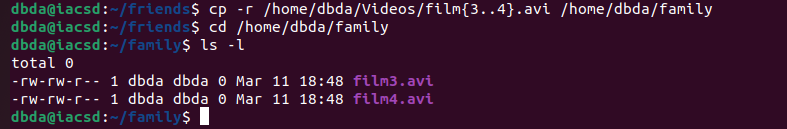 dbda@iacsd:~/friends$ cp -r /home/dbda/Videos/film{3..4}.avi /home/dbda/family
dbda@iacsd:~/friends$ cd /home/dbda/family
dbda@iacsd:~/family$ ls -l
total 0
-rw-rw-r-- 1 dbda dbda 0 Mar 11 18:48 film3.avi
-rw-rw-r-- 1 dbda dbda 0 Mar 11 18:48 film4.avi
dbda@iacsd:~/family$